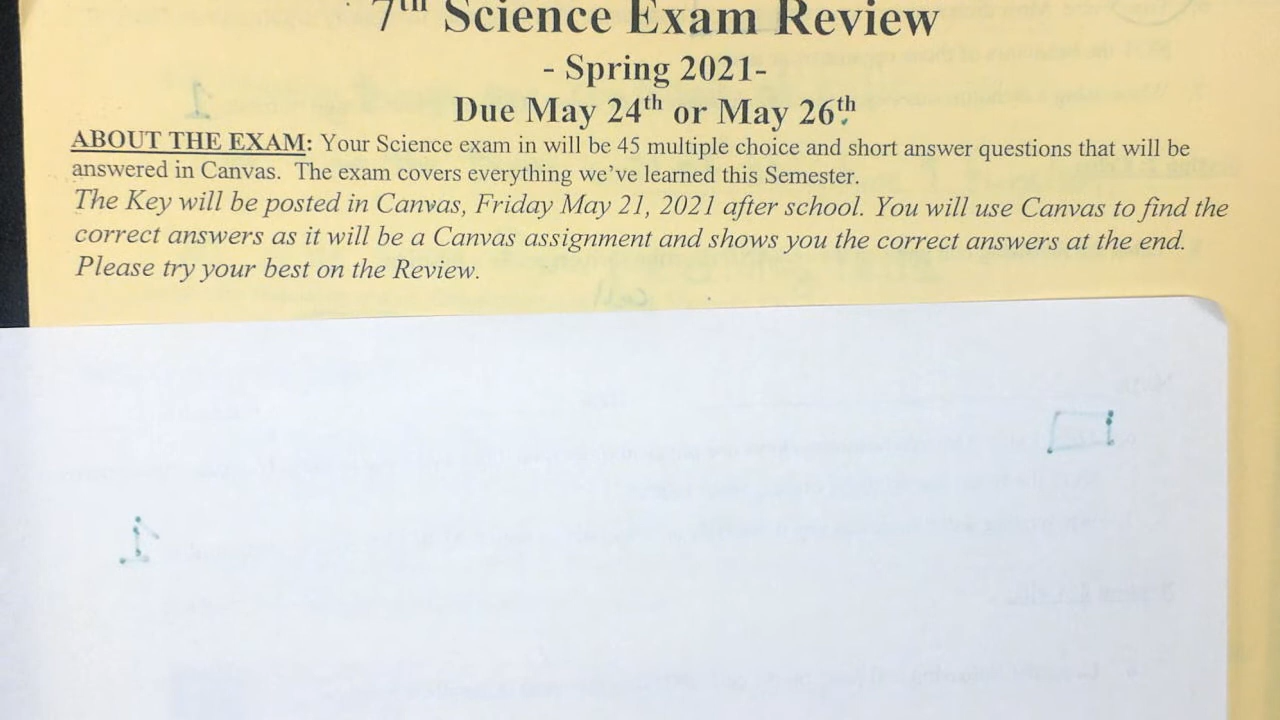 7th Science Exam Review
- Spring 2021-
Due May 24th or May 26th
ABOUT THE EXAM: Your Science exam in will be 45 multiple choice and short answer questions that will be
answered in Canvas. The exam covers everything we've learned this Semester.
The Key will be posted in Canvas, Friday May 21, 2021 after school. You will use Canvas to find the
correct answers as it will be a Canvas assignment and shows you the correct answers at the end.
Please try your best on the Review.